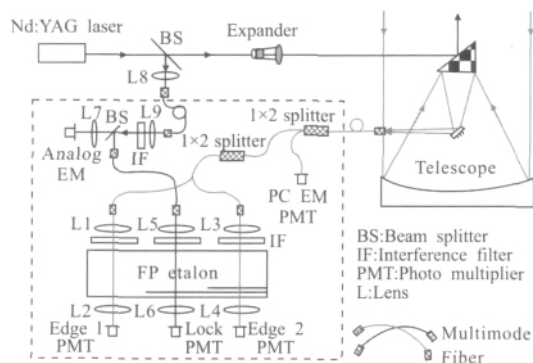 Nd:YAG laser
BS
Expander
L8
L7
BS
L9
IF
Analog
EM
1×2 splitter
1×2 splitter
PC EM
PMT
Telescope
L1
L5
L3
IF
FP etalon
L2
L6
L4
Edge 1
PMT
Lock
PMT
Edge 2
PMT
BS:Beam splitter
IF:Interference filter
PMT:Photo multiplier
L:Lens
Multimode
Fiber